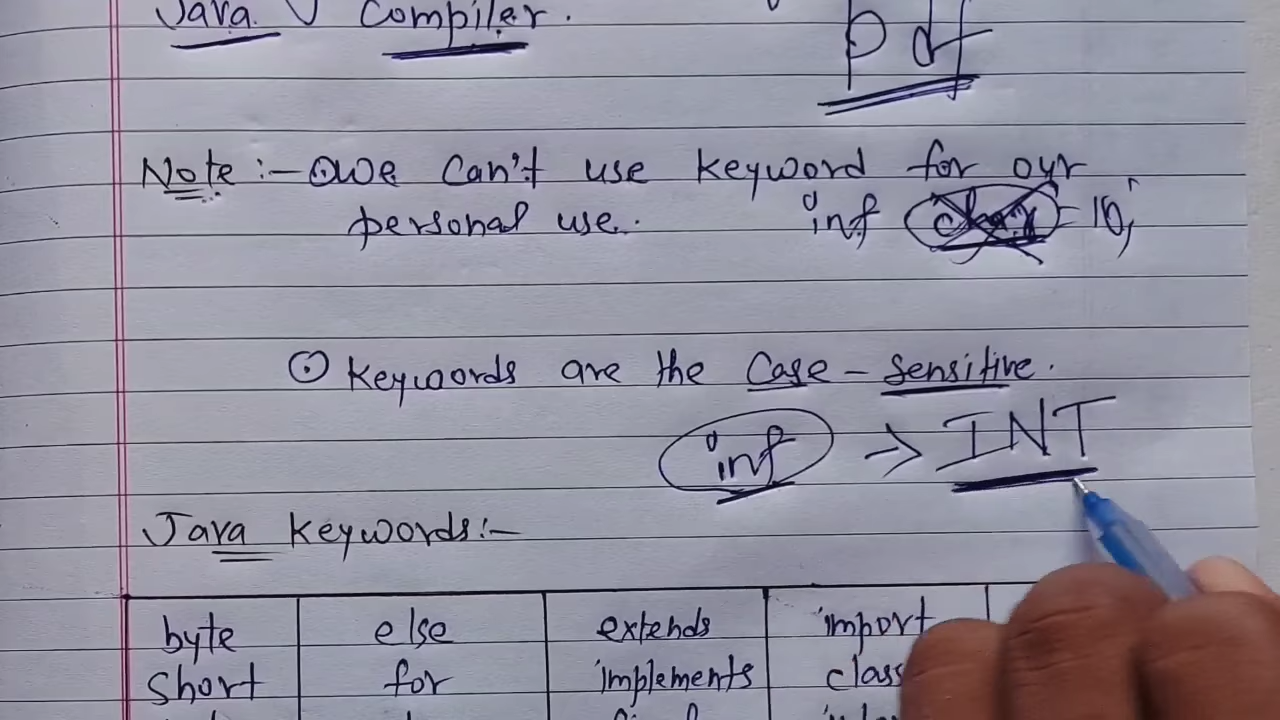 Java Compiler.
pdf
Note :- we can't use keyword for our
personal use. int char = 10;
keywords are the Case - Sensitive.
int → INT
Java keywords:-
byte else extends import
short for implements class